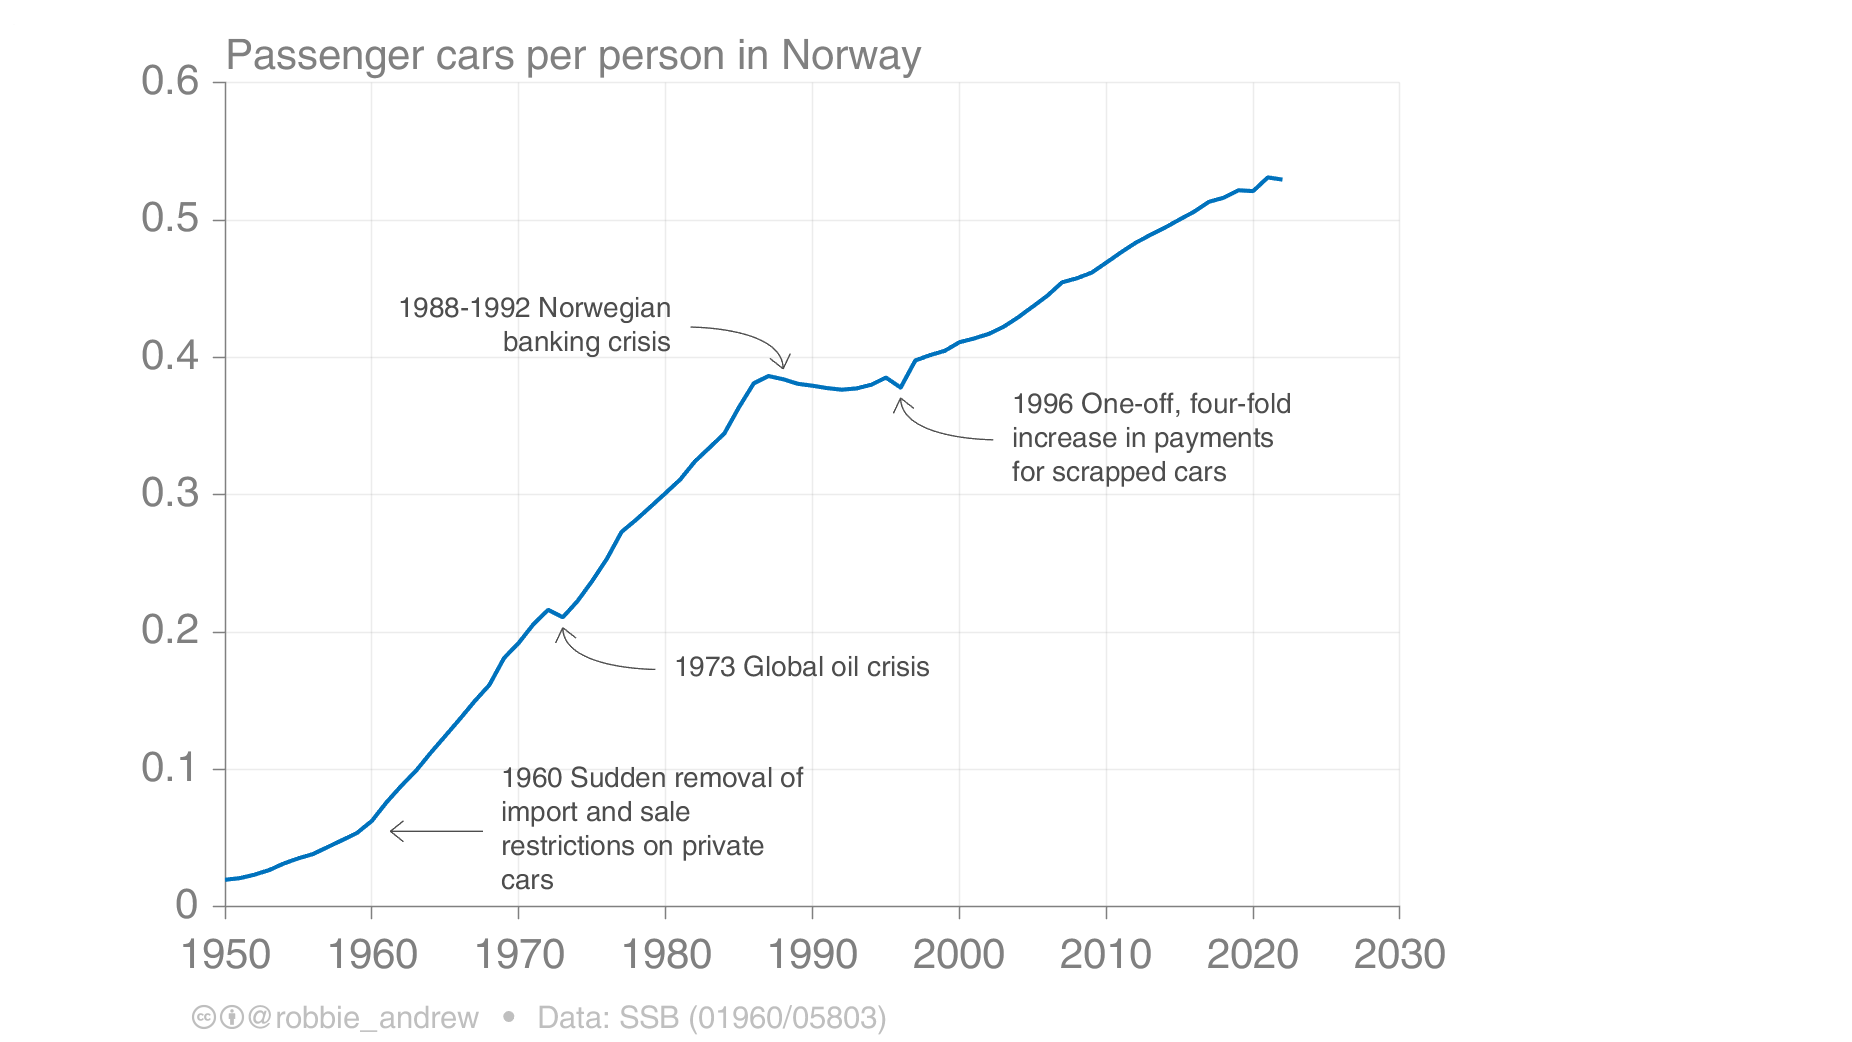 Passenger cars per person in Norway
0.6
0.5
0.4
0.3
0.2
0.1
0
1988-1992 Norwegian
banking crisis
1996 One-off, four-fold
increase in payments
for scrapped cars
1973 Global oil crisis
1960 Sudden removal of
import and sale
restrictions on private
cars
1950 1960 1970 1980 1990 2000 2010 2020 2030
cc @robbie_andrew • Data: SSB (01960/05803)